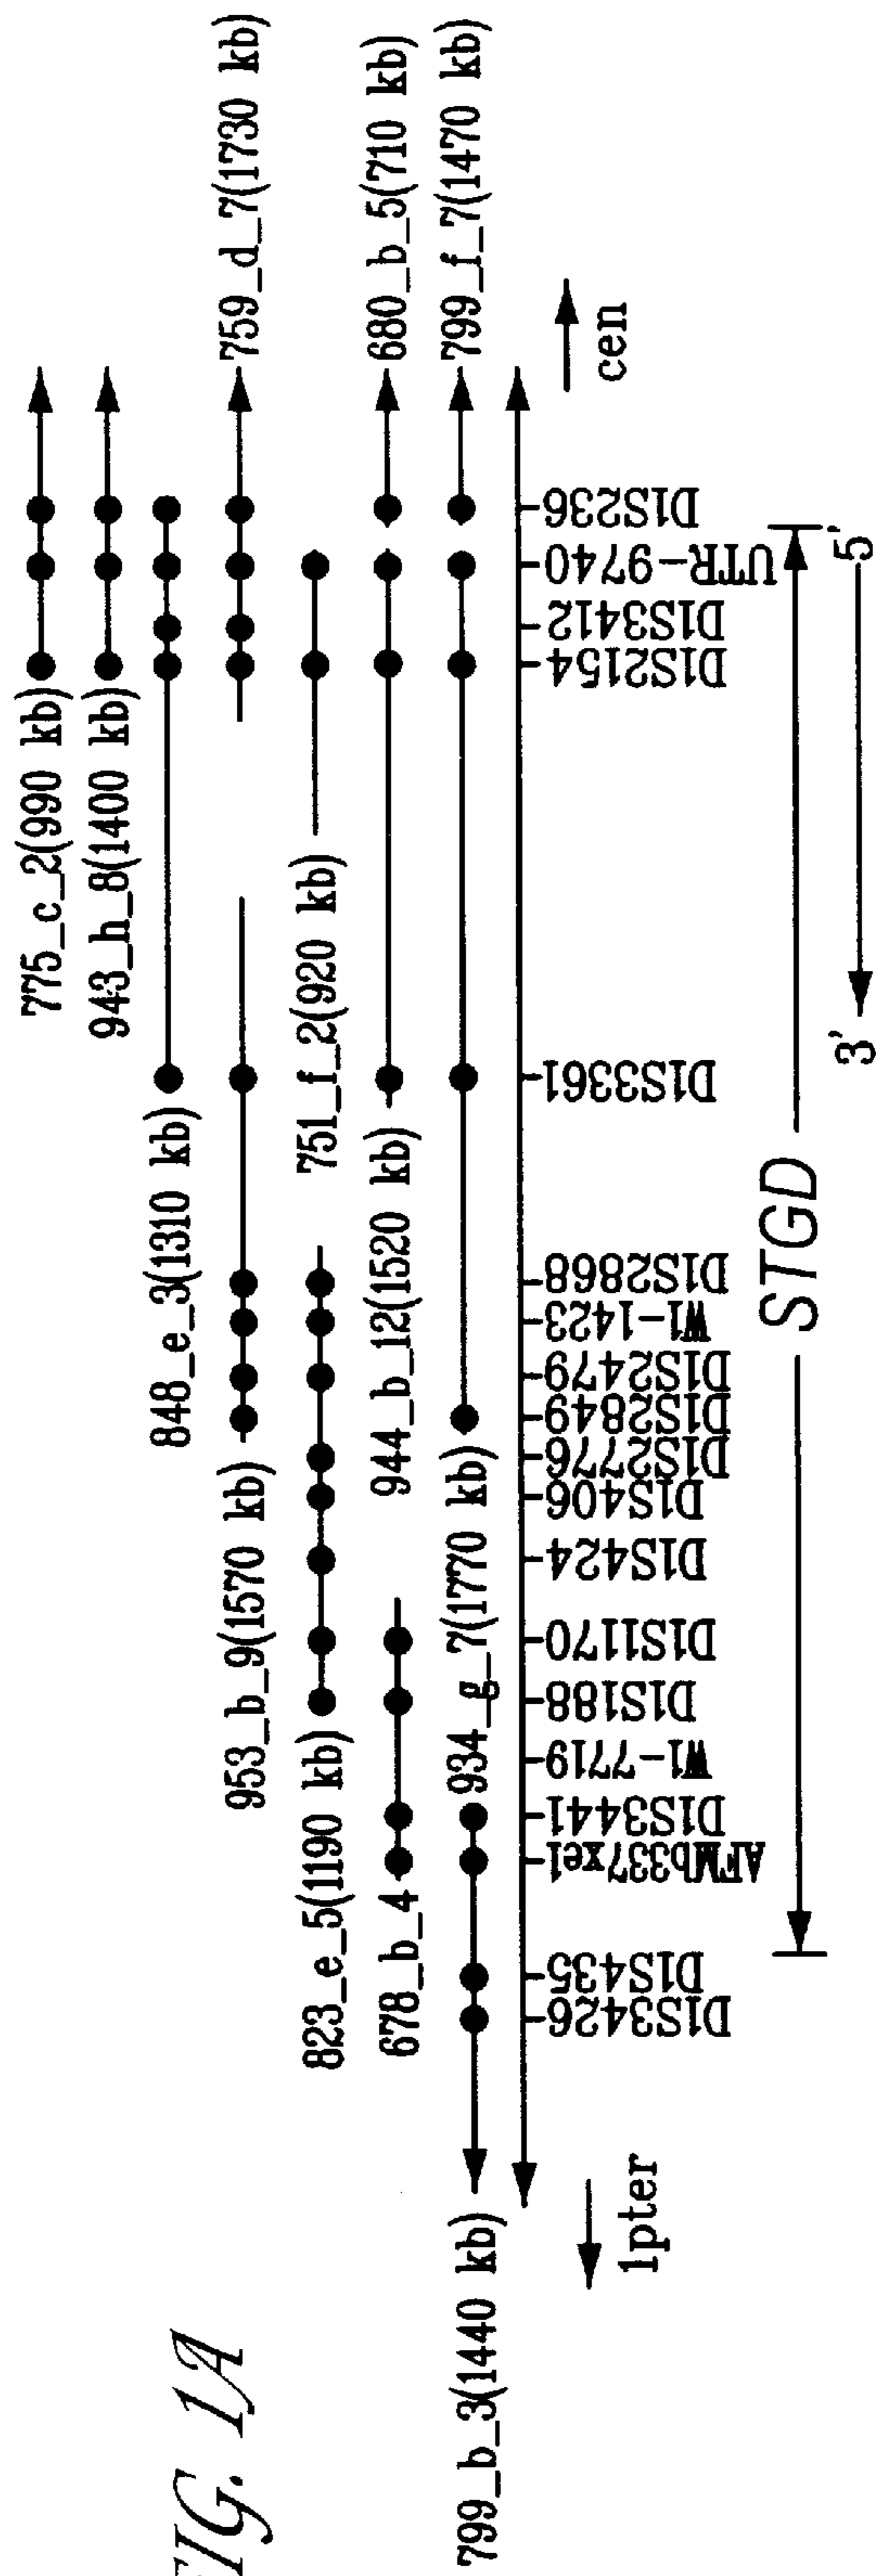 FIG. 1A
775_c_2(990 kb)
943_h_8(1400 kb)
848_e_3(1310 kb)
953_b_9(1570 kb)
759_d_7(1730 kb)
823_e_5(1190 kb)
751_f_2(920 kb)
678_b_4
944_b_12(1520 kb)
680_b_5(710 kb)
799_b_3(1440 kb)
934_g_7(1770 kb)
799_f_7(1470 kb)
1pter
cen
D1S3426
D1S435
AFMb337xe1
D1S3441
W1-7719
D1S188
D1S1170
D1S424
D1S406
D1S2776
D1S2849
D1S2479
W1-1423
D1S2868
D1S3361
D1S2154
D1S3412
UTR-9740
D1S236
STGD
3' 5'